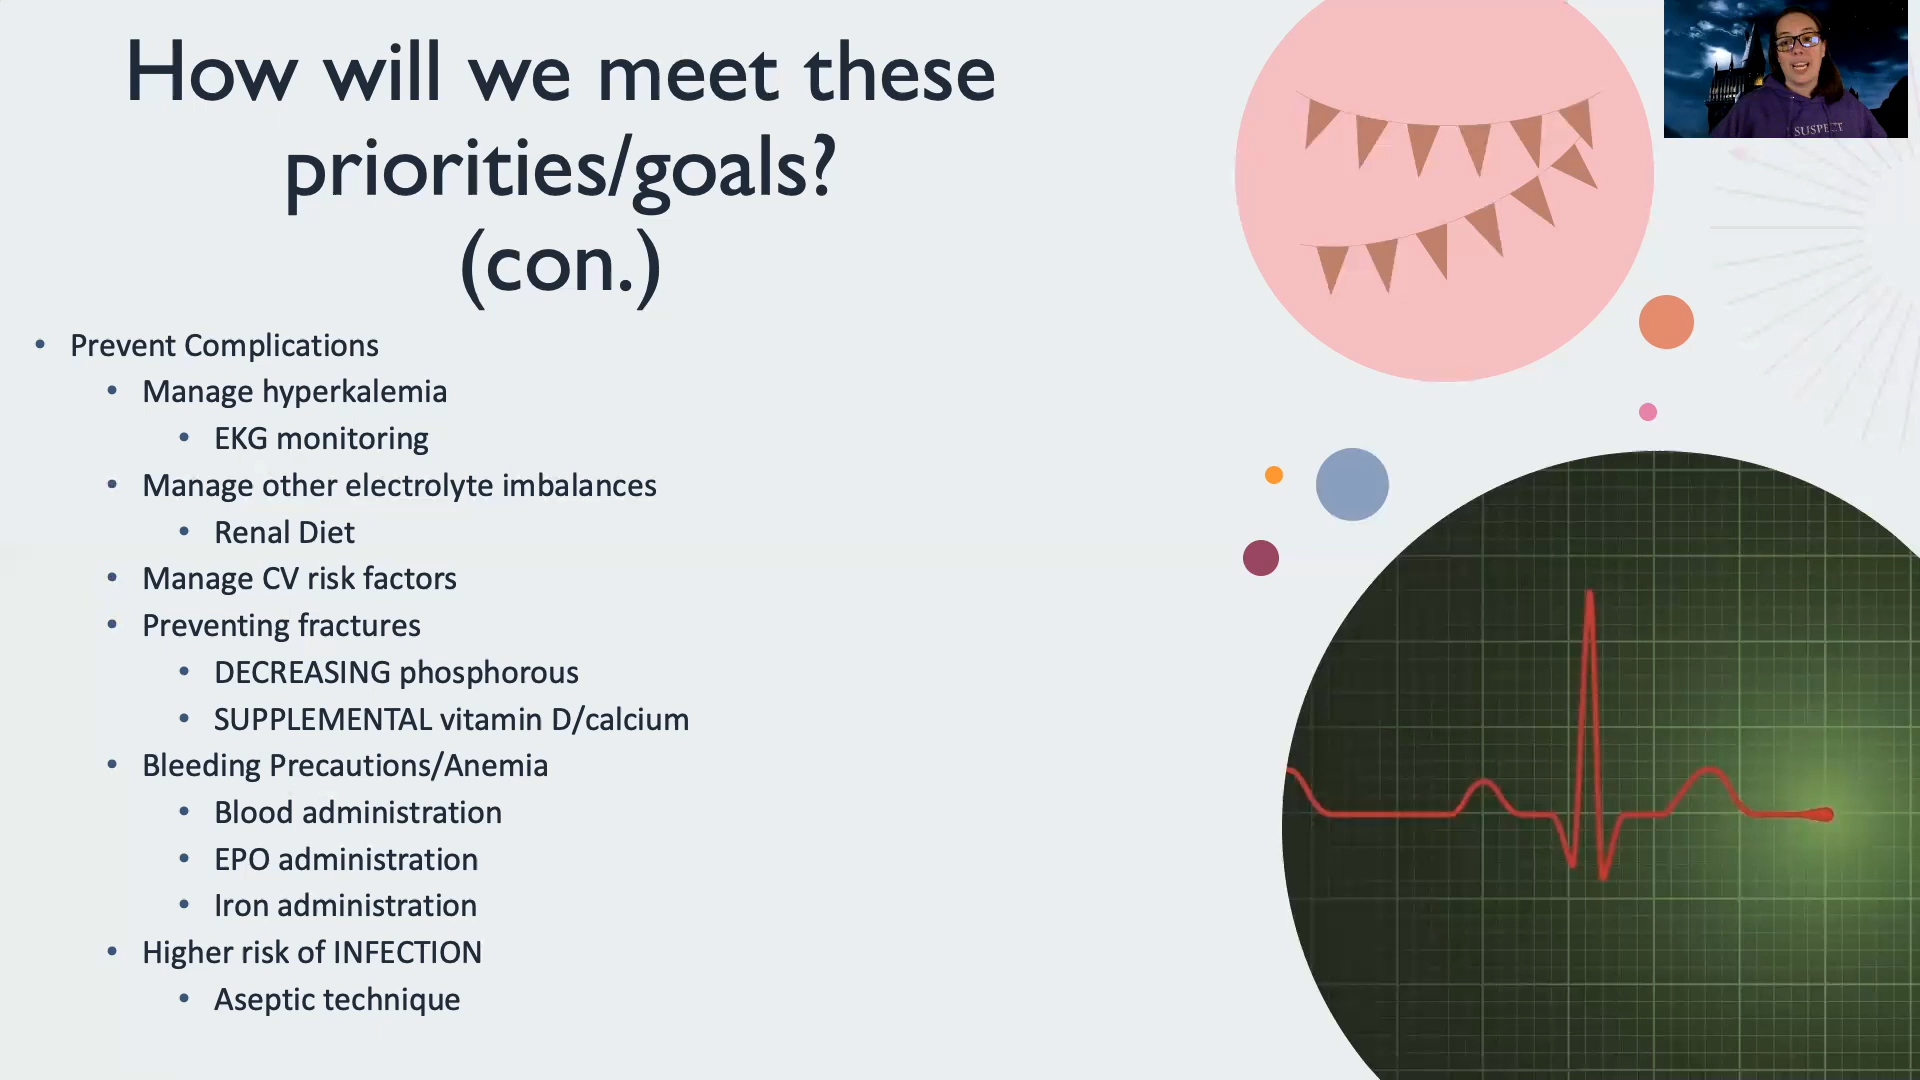 How will we meet these
priorities/goals?
(con.)
SUSPECT
• Prevent Complications
• Manage hyperkalemia
• EKG monitoring
• Manage other electrolyte imbalances
• Renal Diet
• Manage CV risk factors
• Preventing fractures
• DECREASING phosphorous
• SUPPLEMENTAL vitamin D/calcium
• Bleeding Precautions/Anemia
• Blood administration
• EPO administration
• Iron administration
• Higher risk of INFECTION
• Aseptic technique